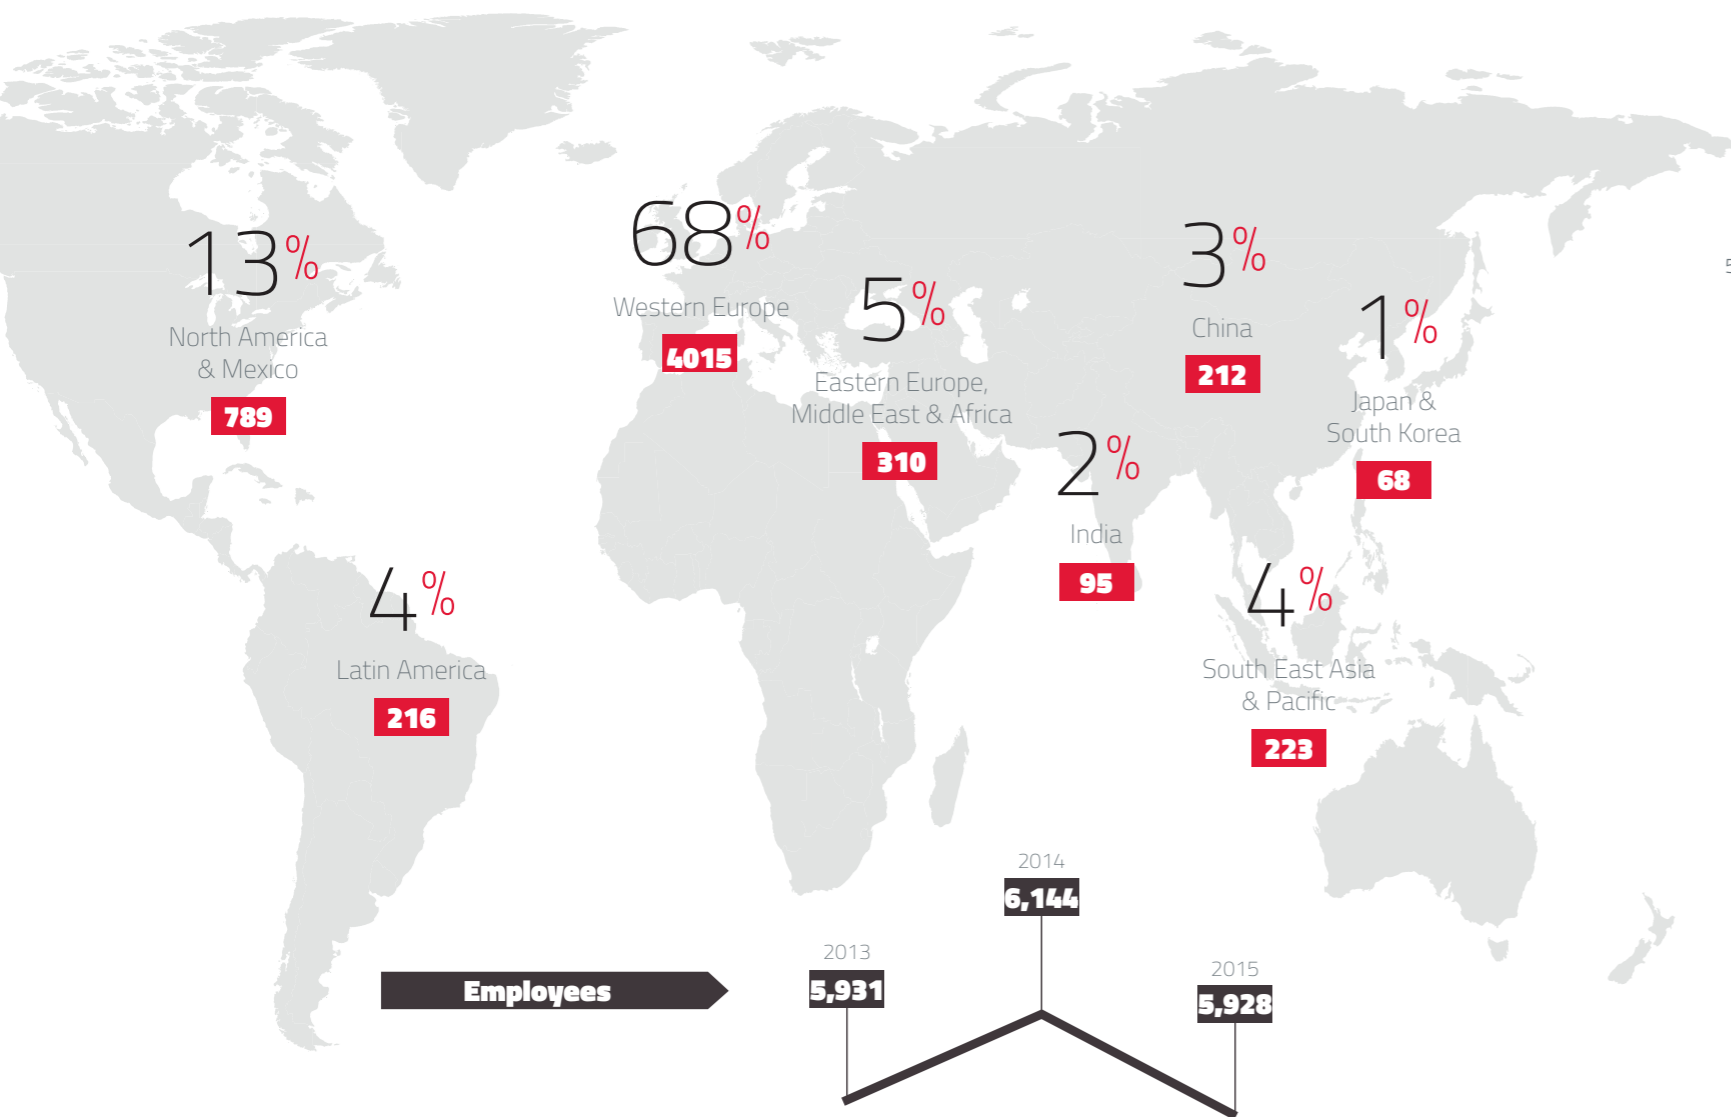 13%
North America
& Mexico
789
68%
Western Europe
4015
5%
Eastern Europe,
Middle East & Africa
310
3%
China
212
1%
Japan &
South Korea
68
2%
India
95
4%
Latin America
216
4%
South East Asia
& Pacific
223
Employees
2013
5,931
2014
6,144
2015
5,928